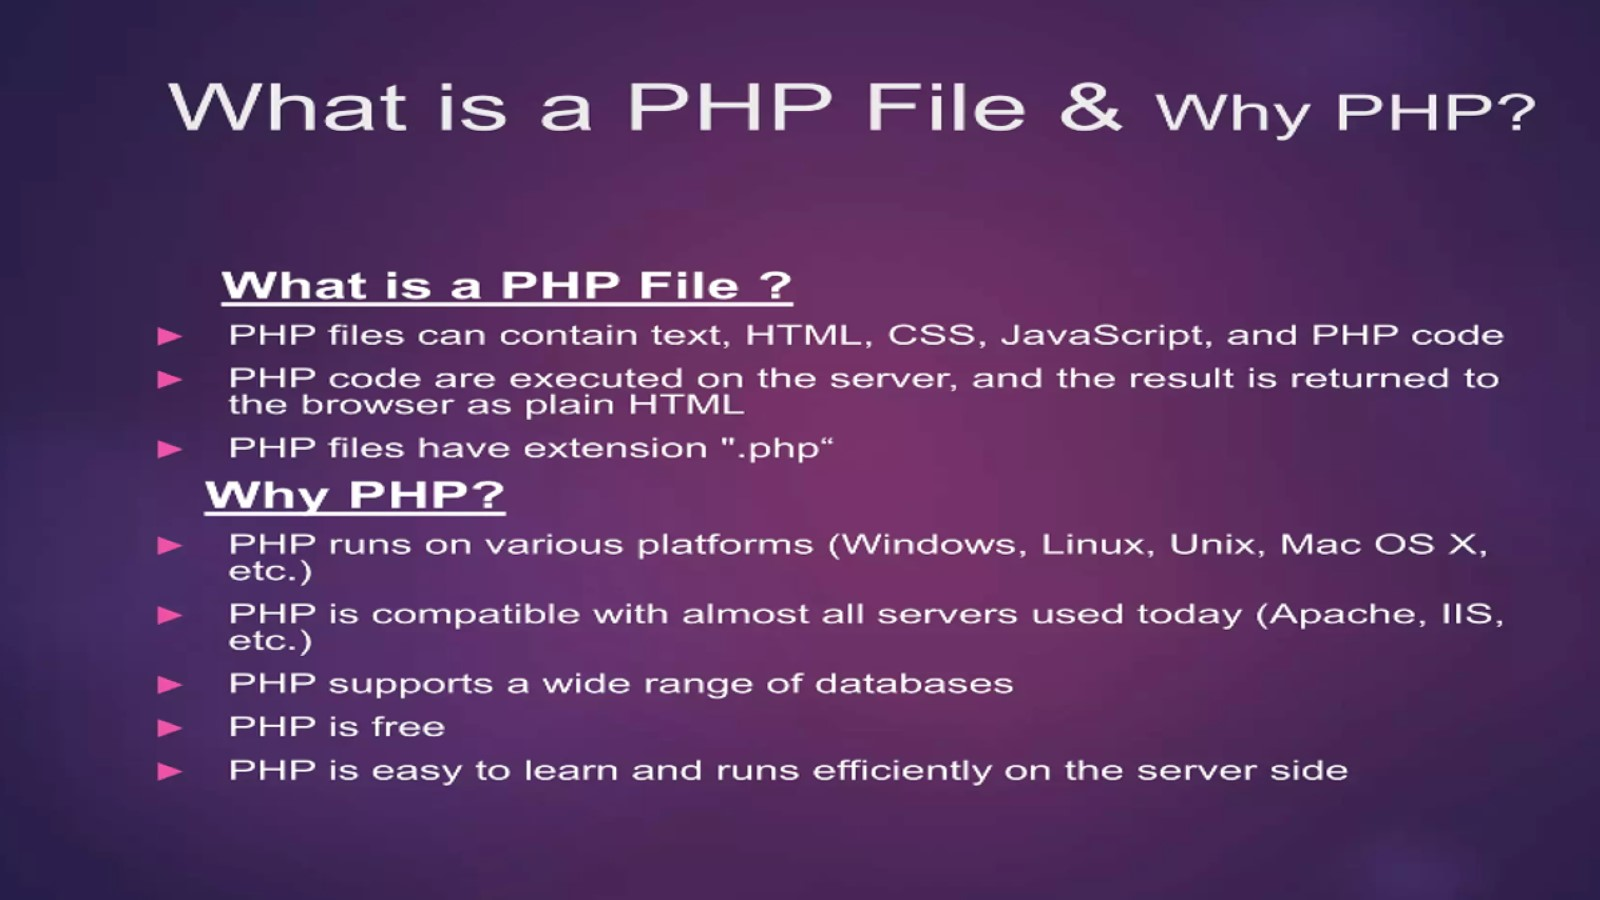 What is a PHP File & Why PHP?
What is a PHP File ?
► PHP files can contain text, HTML, CSS, JavaScript, and PHP code
► PHP code are executed on the server, and the result is returned to
the browser as plain HTML
► PHP files have extension ".php“
Why PHP?
► PHP runs on various platforms (Windows, Linux, Unix, Mac OS X,
etc.)
► PHP is compatible with almost all servers used today (Apache, IIS,
etc.)
► PHP supports a wide range of databases
► PHP is free
► PHP is easy to learn and runs efficiently on the server side